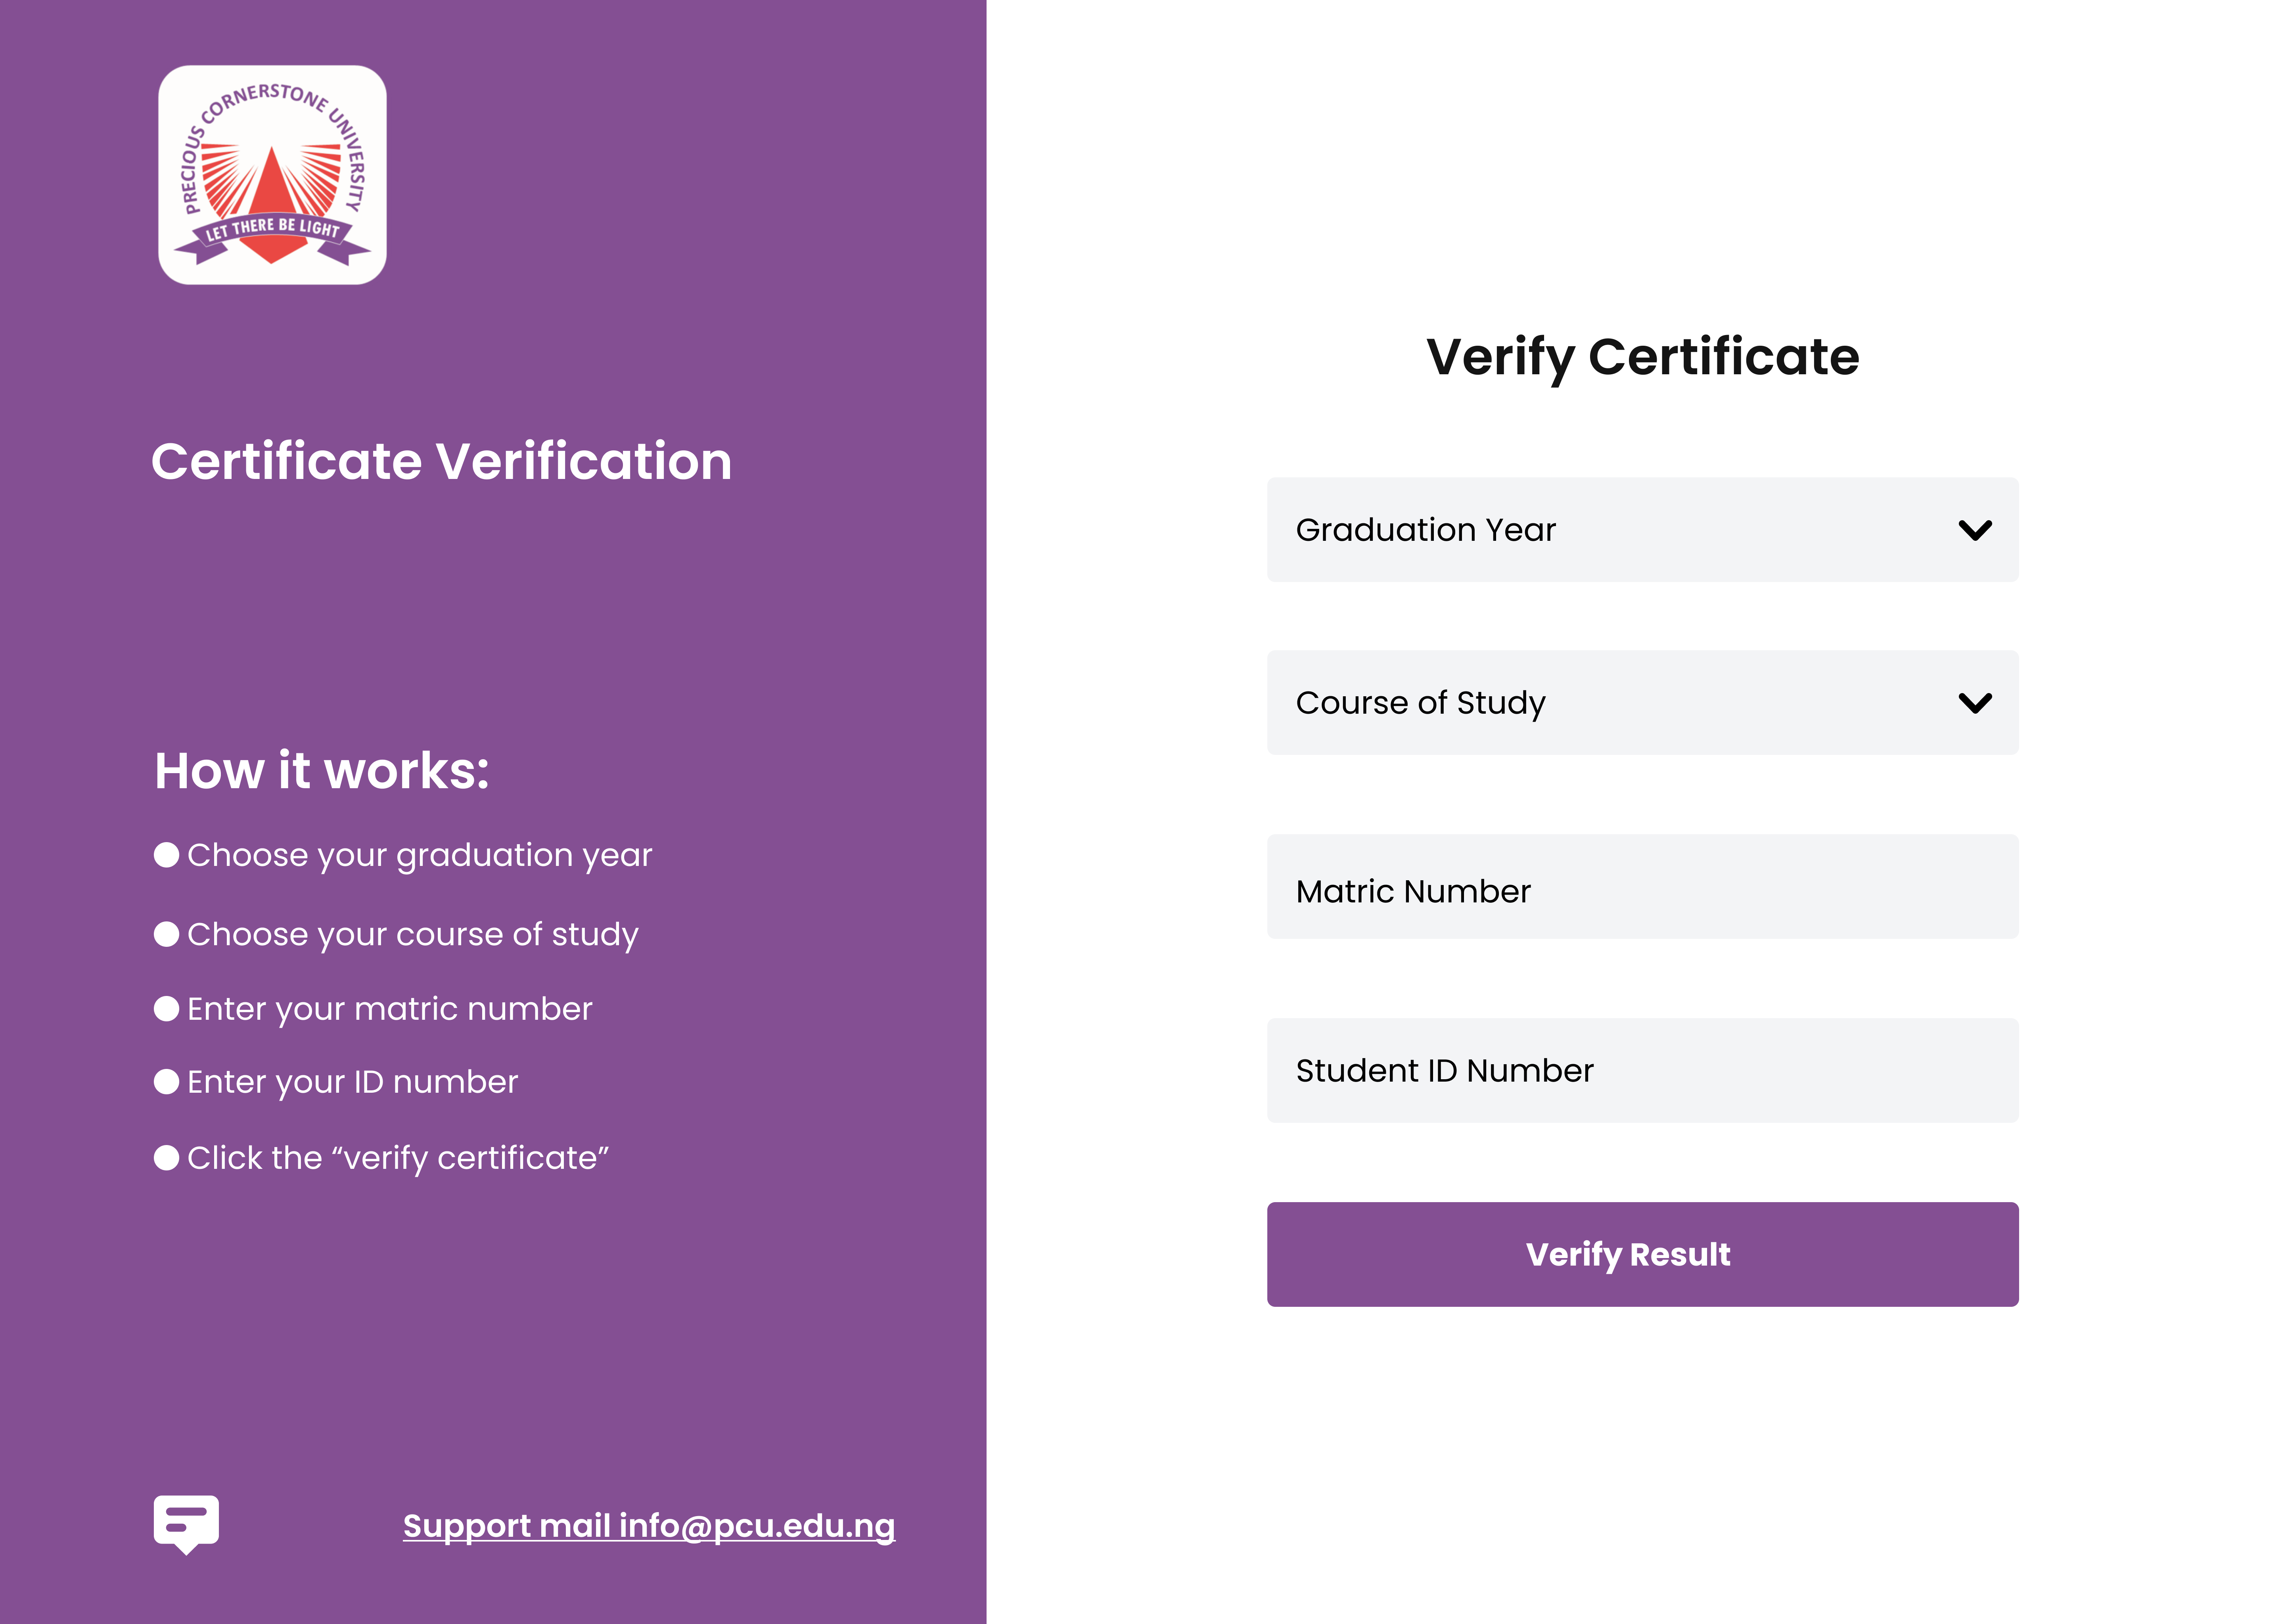 PRECIOUS CORNERSTONE UNIVERSITY
LET THERE BE LIGHT
Certificate Verification
How it works:
Choose your graduation year
Choose your course of study
Enter your matric number
Enter your ID number
Click the “verify certificate”
Support mail info@pcu.edu.ng
Verify Certificate
Graduation Year
Course of Study
Matric Number
Student ID Number
Verify Result